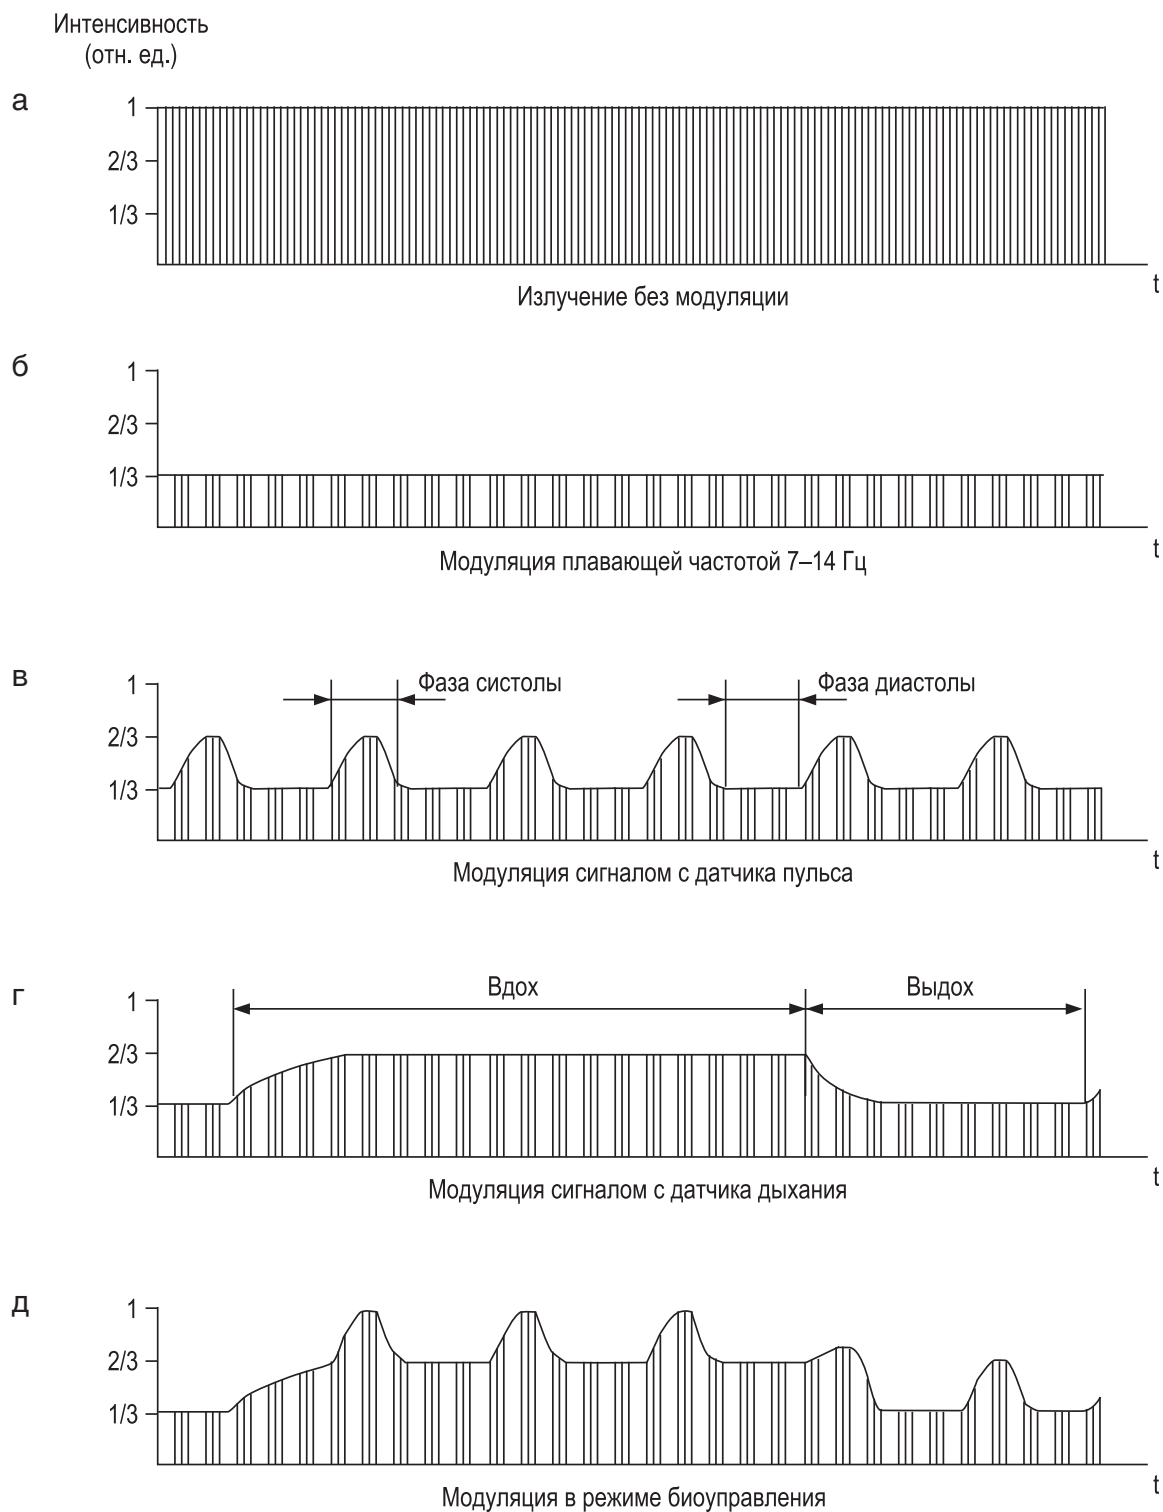 Интенсивность
(отн. ед.)
а
1
2/3
1/3
t
Излучение без модуляции
б
1
2/3
1/3
t
Модуляция плавающей частотой 7–14 Гц
в
1
Фаза систолы
Фаза диастолы
2/3
1/3
t
Модуляция сигналом с датчика пульса
г
Вдох
Выдох
1
2/3
1/3
t
Модуляция сигналом с датчика дыхания
д
1
2/3
1/3
t
Модуляция в режиме биоуправления